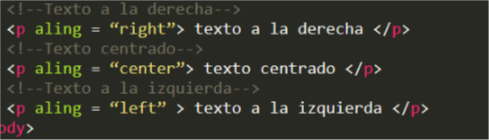 <!--Texto a la derecha-->
<p aling = “right”> texto a la derecha </p>
<!--Texto centrado-->
<p aling = “center”> texto centrado </p>
<!--Texto a la izquierda-->
<p aling = “left” > texto a la izquierda </p>
ody>